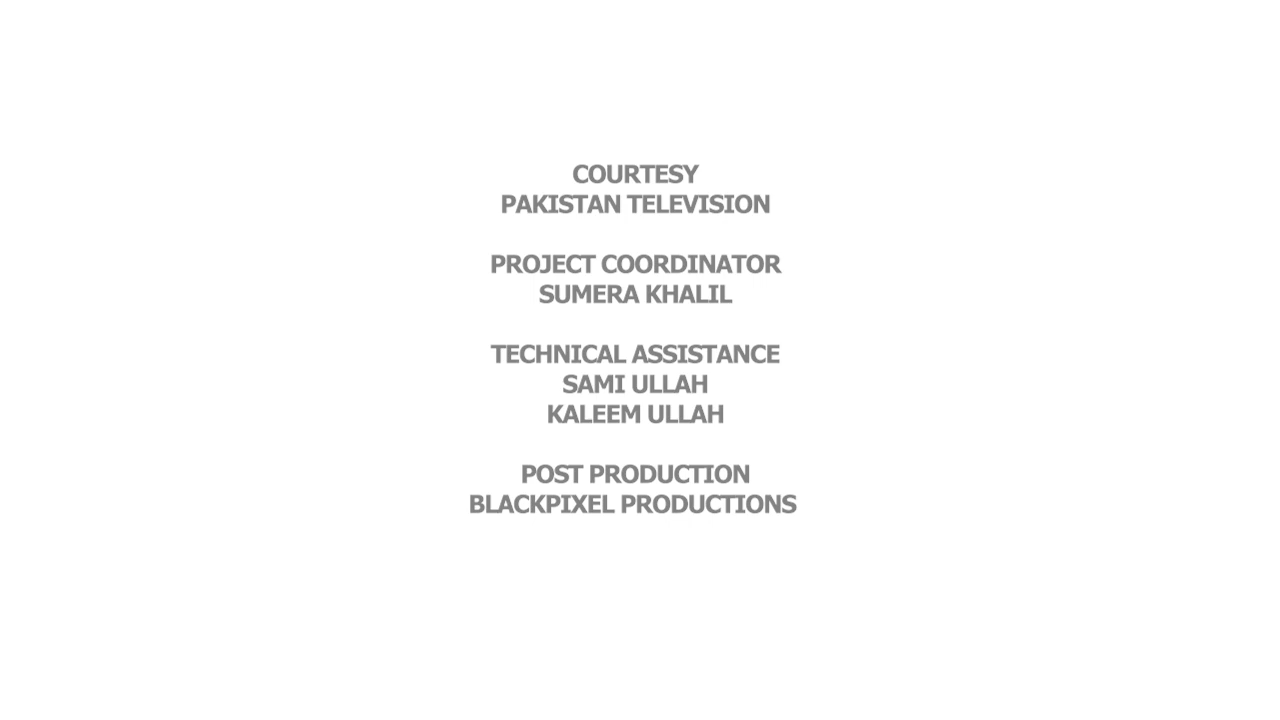 COURTESY
PAKISTAN TELEVISION
PROJECT COORDINATOR
SUMERA KHALIL
TECHNICAL ASSISTANCE
SAMI ULLAH
KALEEM ULLAH
POST PRODUCTION
BLACKPIXEL PRODUCTIONS